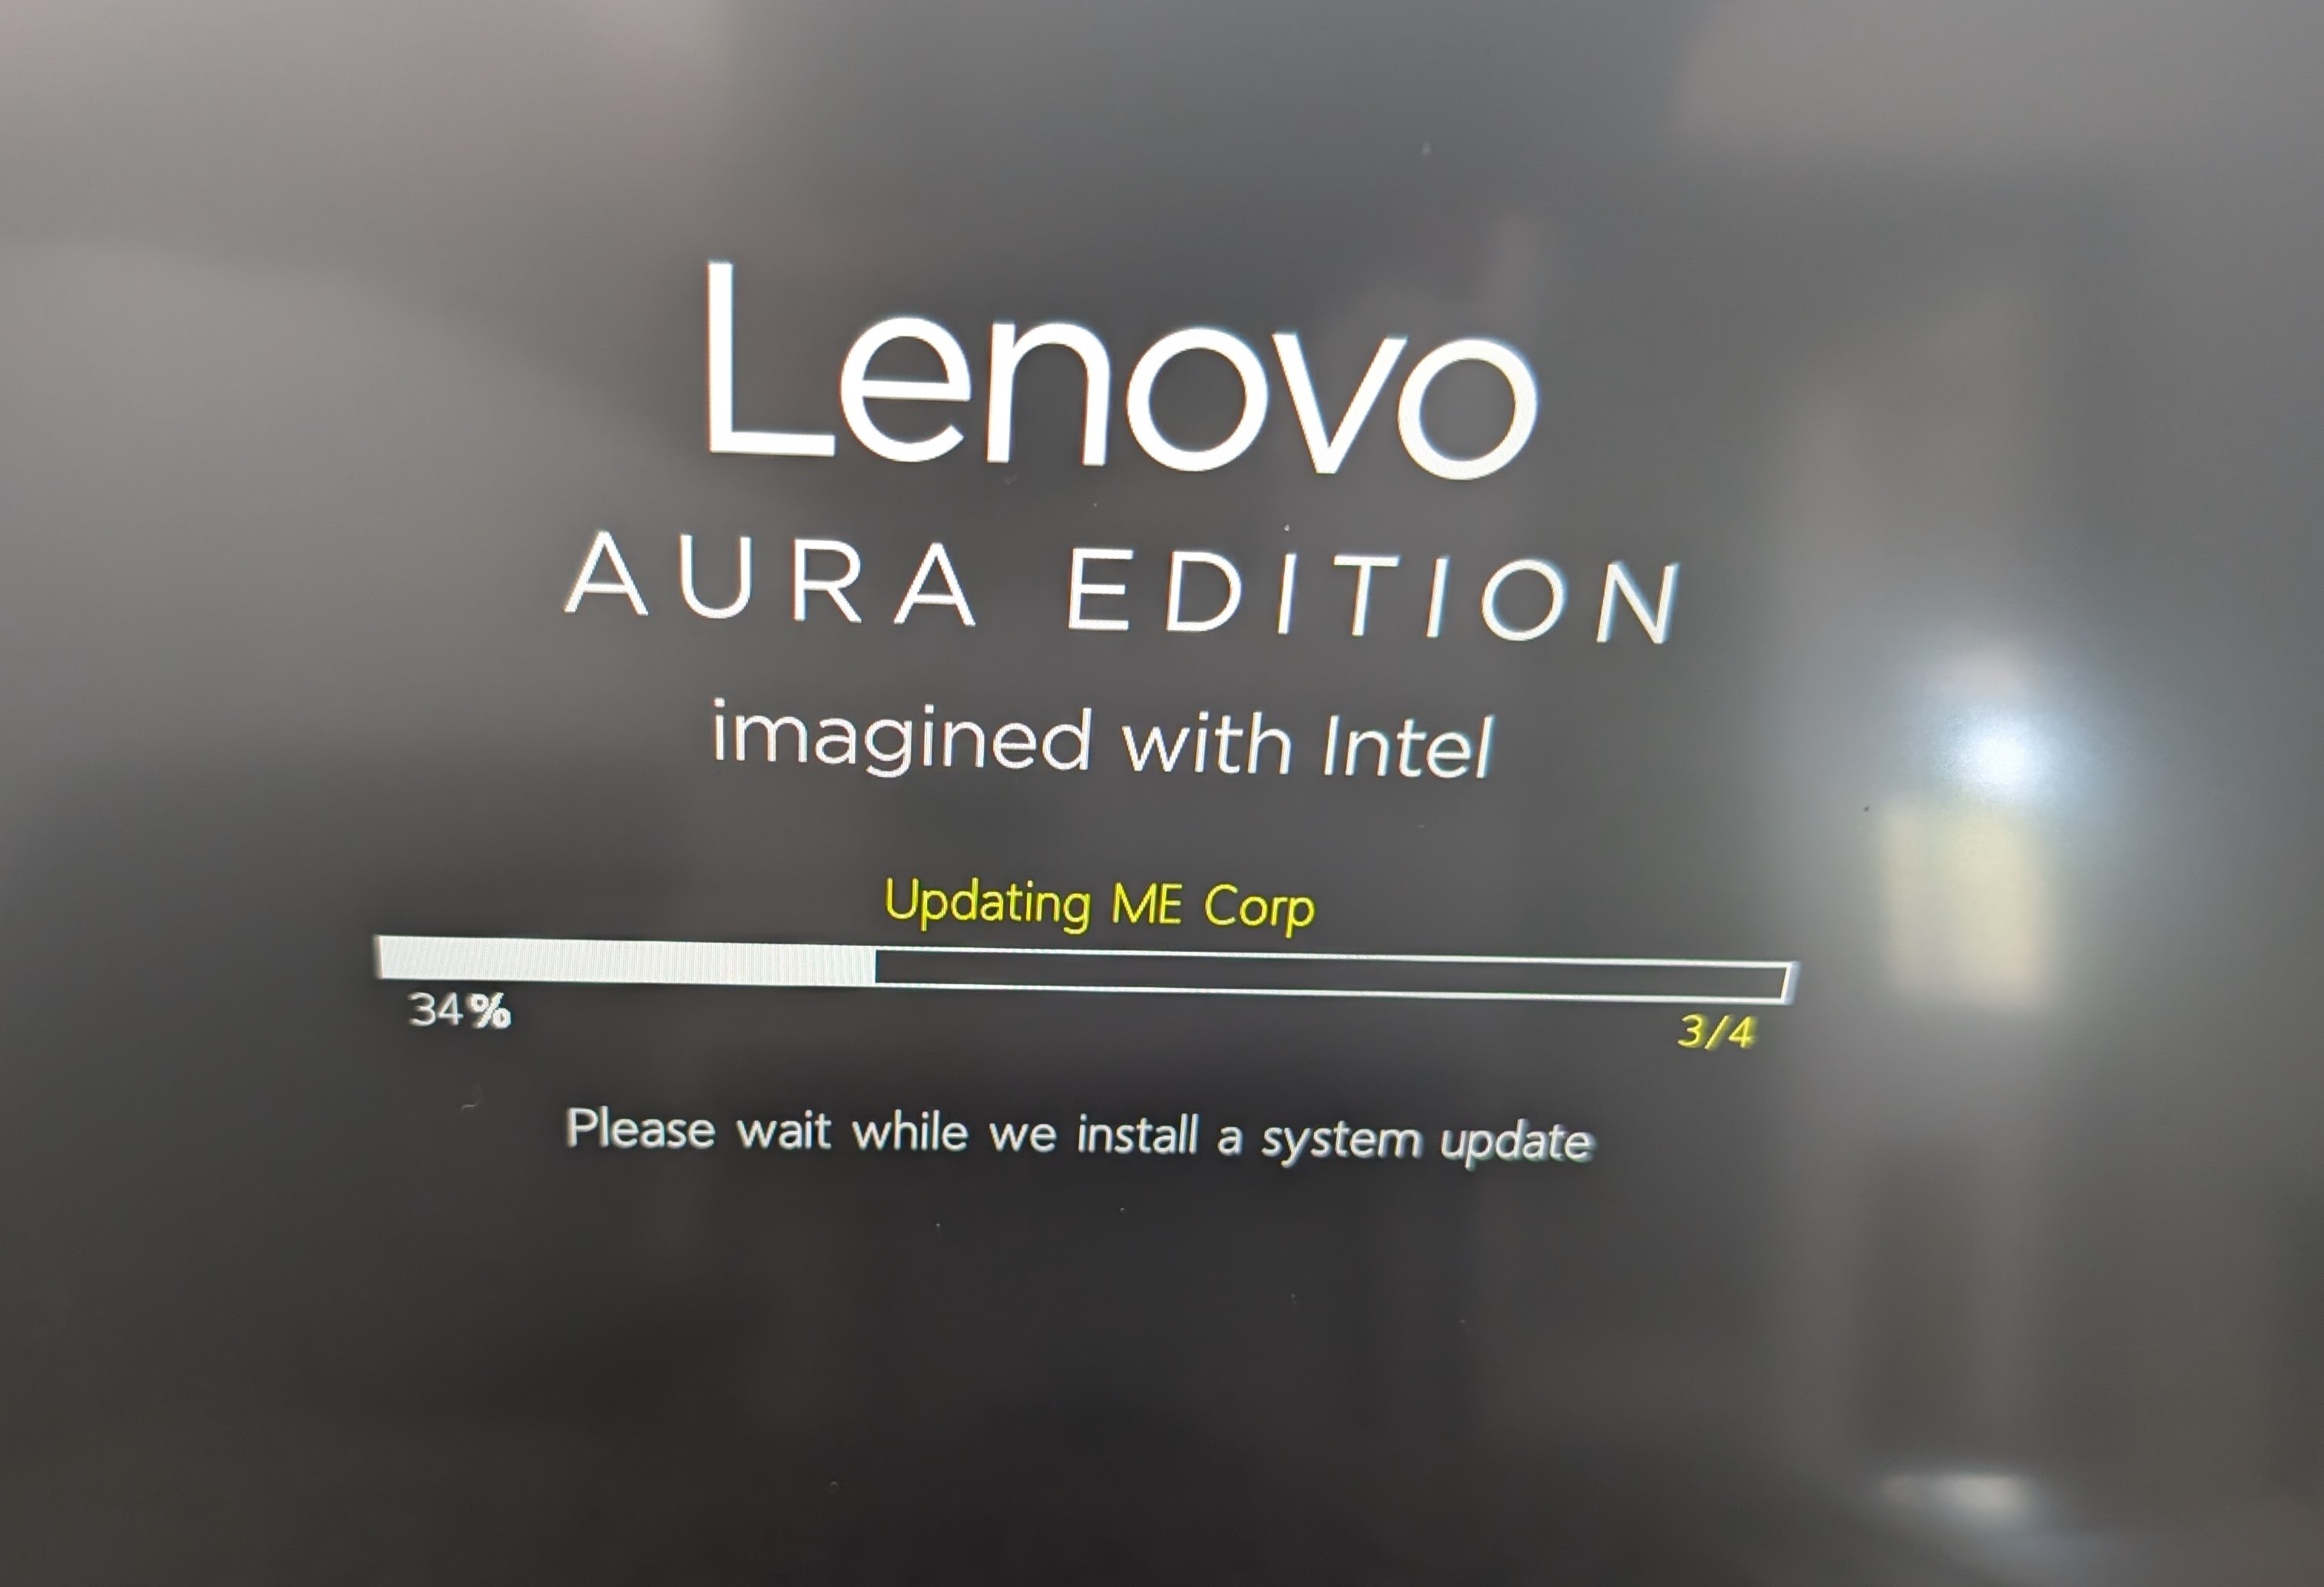 Lenovo
AURA EDITION
imagined with Intel
Updating ME Corp
34%
3/4
Please wait while we install a system update